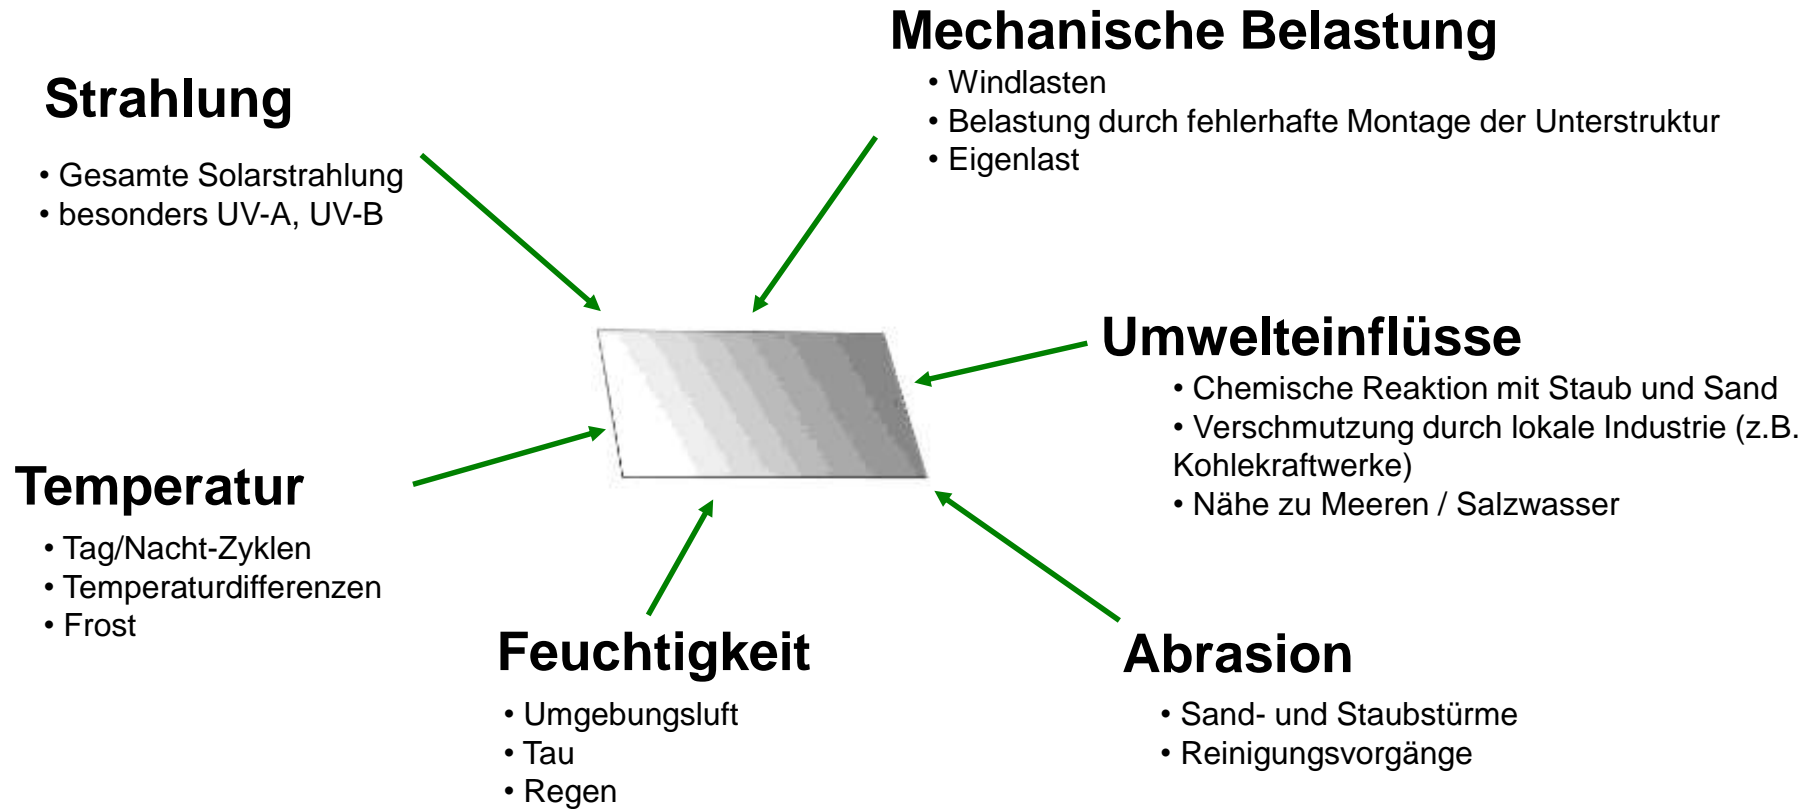 Mechanische Belastung
• Windlasten
• Belastung durch fehlerhafte Montage der Unterstruktur
• Eigenlast
Strahlung
• Gesamte Solarstrahlung
• besonders UV-A, UV-B
Umwelteinflüsse
• Chemische Reaktion mit Staub und Sand
• Verschmutzung durch lokale Industrie (z.B.
Kohlekraftwerke)
• Nähe zu Meeren / Salzwasser
Temperatur
• Tag/Nacht-Zyklen
• Temperaturdifferenzen
• Frost
Feuchtigkeit
• Umgebungsluft
• Tau
• Regen
Abrasion
• Sand- und Staubstürme
• Reinigungsvorgänge